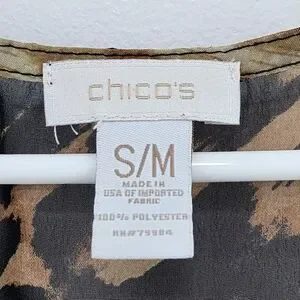 chico's
S/M
MADE IN
USA OF IMPORTED
FABRIC
100% POLYESTER
RN#79984